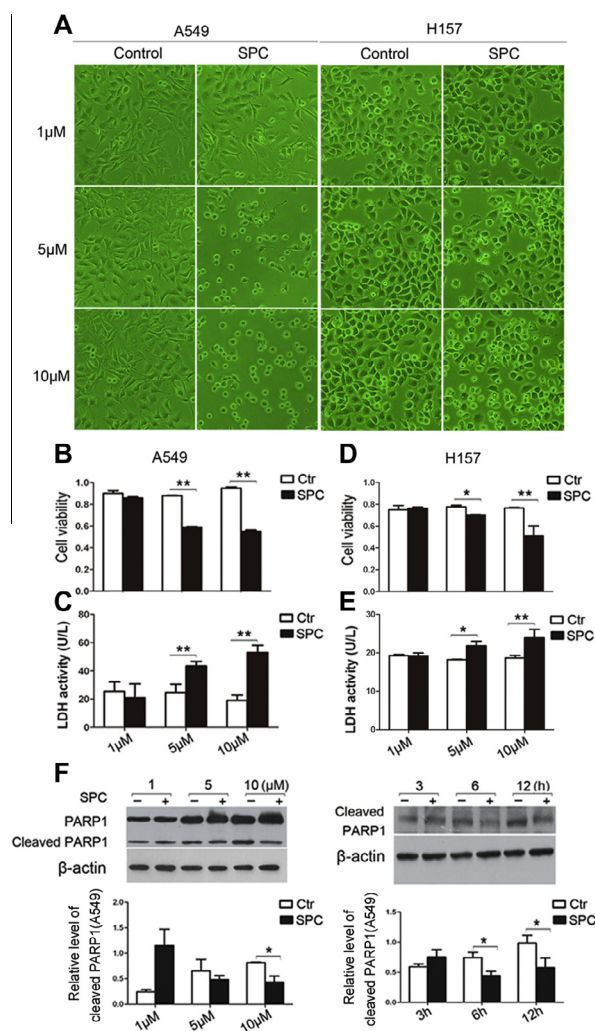 A
A549 H157
Control SPC Control SPC
1μM
5μM
10μM
B A549
Cell viability
1.0
0.8
0.6
0.4
0.2
0.0
** **
Ctr
SPC
D H157
Cell viability
1.0
0.8
0.6
0.4
0.2
0.0
* **
Ctr
SPC
C
LDH activity (U/L)
80
60
40
20
0
** **
Ctr
SPC
1μM 5μM 10μM
E
LDH activity (U/L)
30
20
10
0
* **
Ctr
SPC
1μM 5μM 10μM
F
1 5 10 (μM)
SPC − + − + − +
PARP1
Cleaved PARP1
β-actin
3 6 12 (h)
− + − + − +
Cleaved
PARP1
β-actin
Relative level of
cleaved PARP1(A549)
1.5
1.0
0.5
0.0
*
Ctr
SPC
1μM 5μM 10μM
Relative level of
cleaved PARP1(A549)
1.5
1.0
0.5
0.0
* *
Ctr
SPC
3h 6h 12h